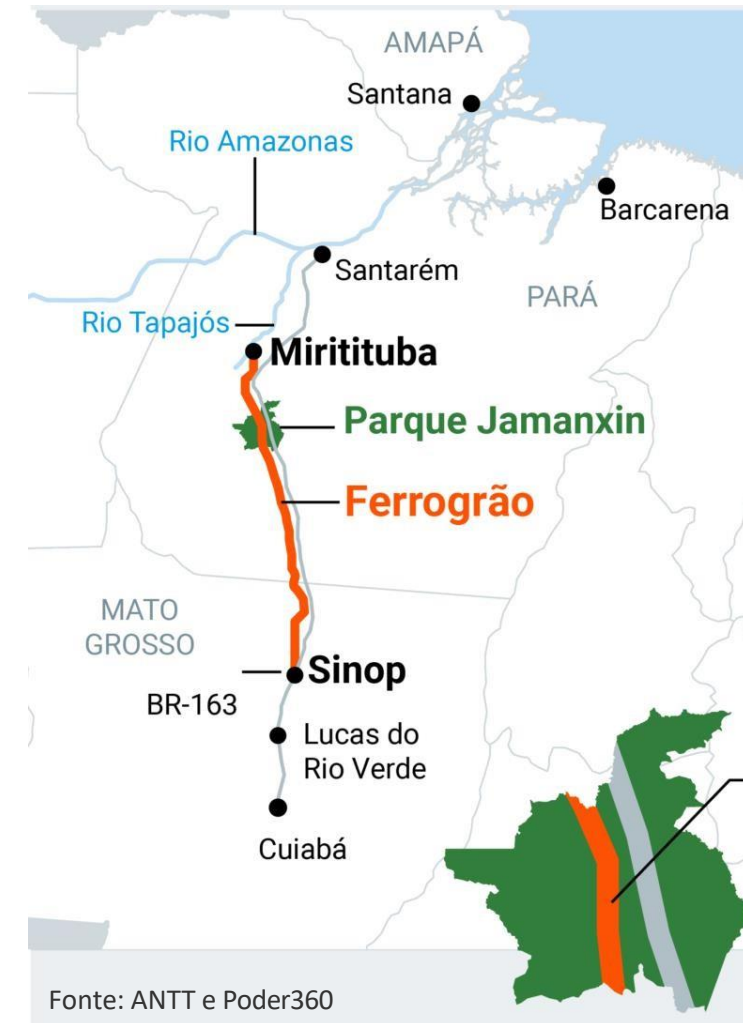 AMAPÁ
Santana
Rio Amazonas
Barcarena
Santarém
PARÁ
Rio Tapajós
Miritituba
Parque Jamanxin
Ferrogrão
MATO
GROSSO
Sinop
BR-163
Lucas do
Rio Verde
Cuiabá
Fonte: ANTT e Poder360